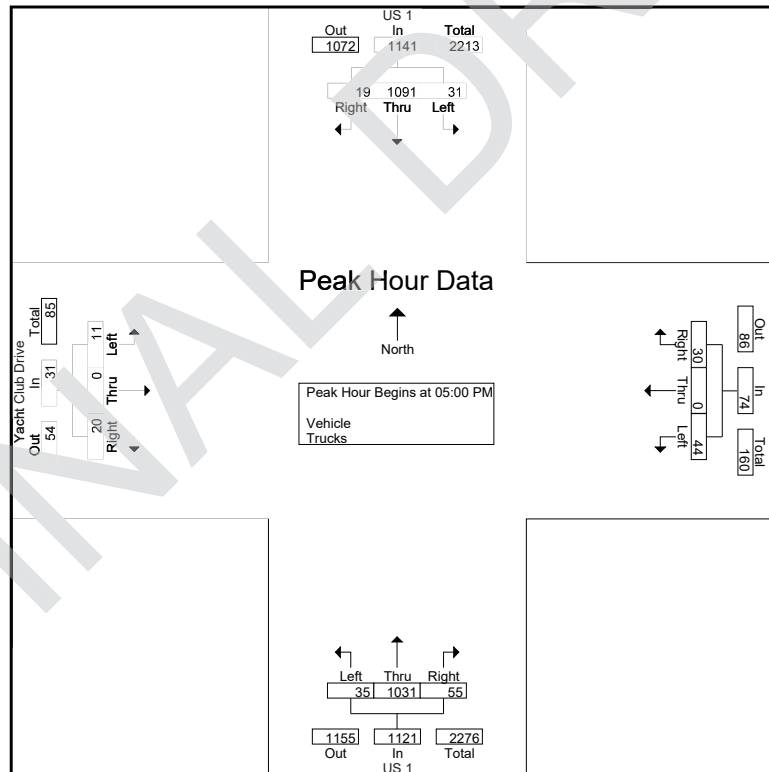 US 1
Out In Total
1072 1141 2213
19 1091 31
Right Thru Left
Peak Hour Data
North
Peak Hour Begins at 05:00 PM
Vehicle
Trucks
Yacht Club Drive
Total In Out
85 31 54
11 0 20
Left Thru Right
Out In Total
86 74 160
30 0 44
Right Thru Left
Left Thru Right
35 1031 55
1155 1121 2276
Out In Total
US 1
INAL DR